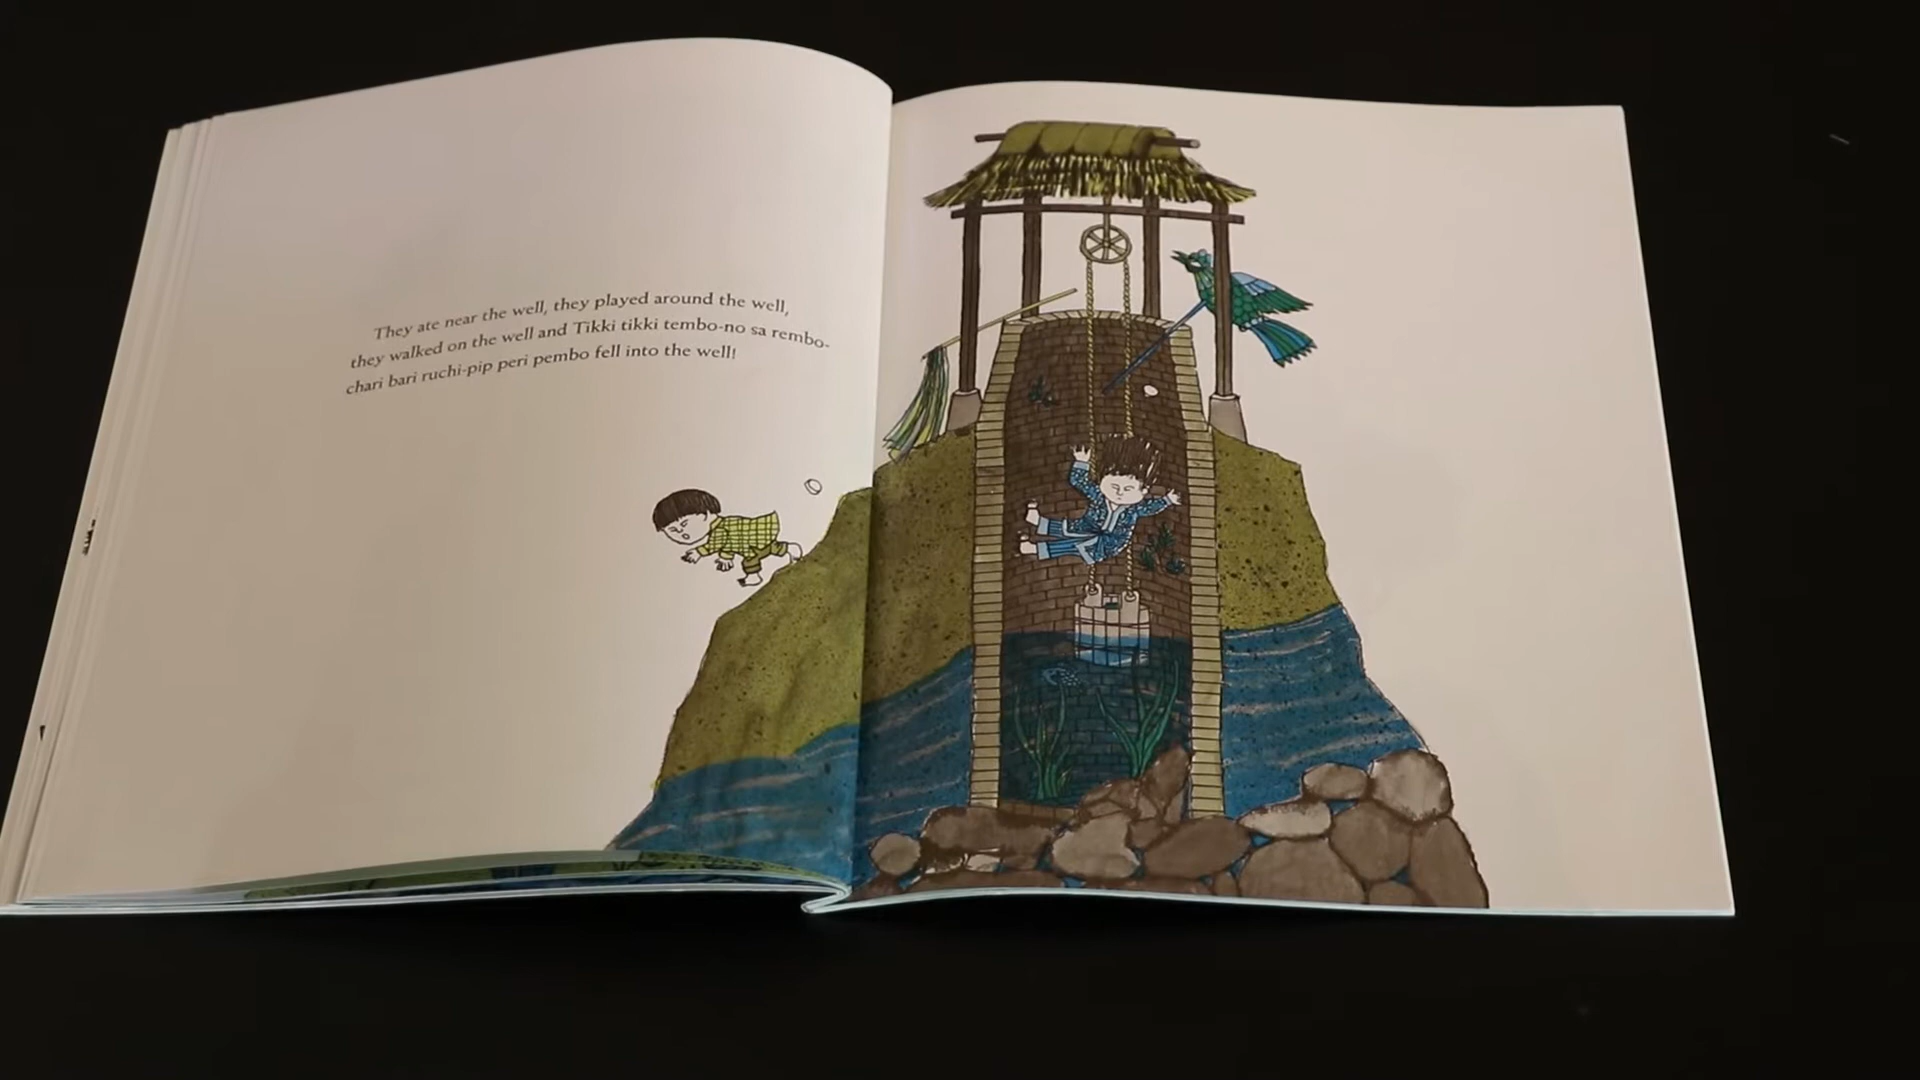 They ate near the well, they played around the well,
they walked on the well and Tikki tikki tembo-no sa rembo-
chari bari ruchi-pip peri pembo fell into the well!